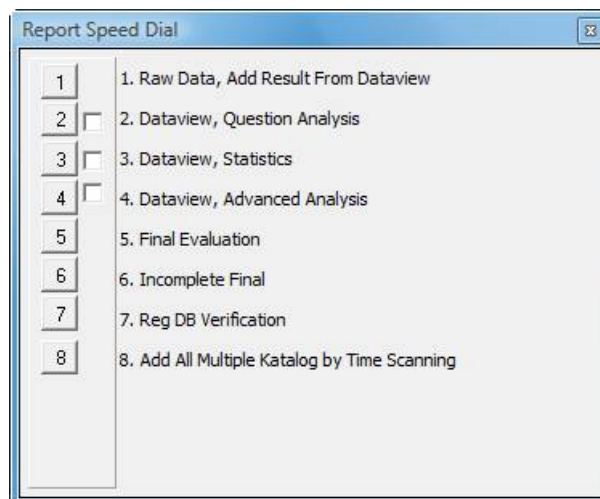 Report Speed Dial
1 1. Raw Data, Add Result From Dataview
2 2. Dataview, Question Analysis
3 3. Dataview, Statistics
4 4. Dataview, Advanced Analysis
5 5. Final Evaluation
6 6. Incomplete Final
7 7. Reg DB Verification
8 8. Add All Multiple Katalog by Time Scanning